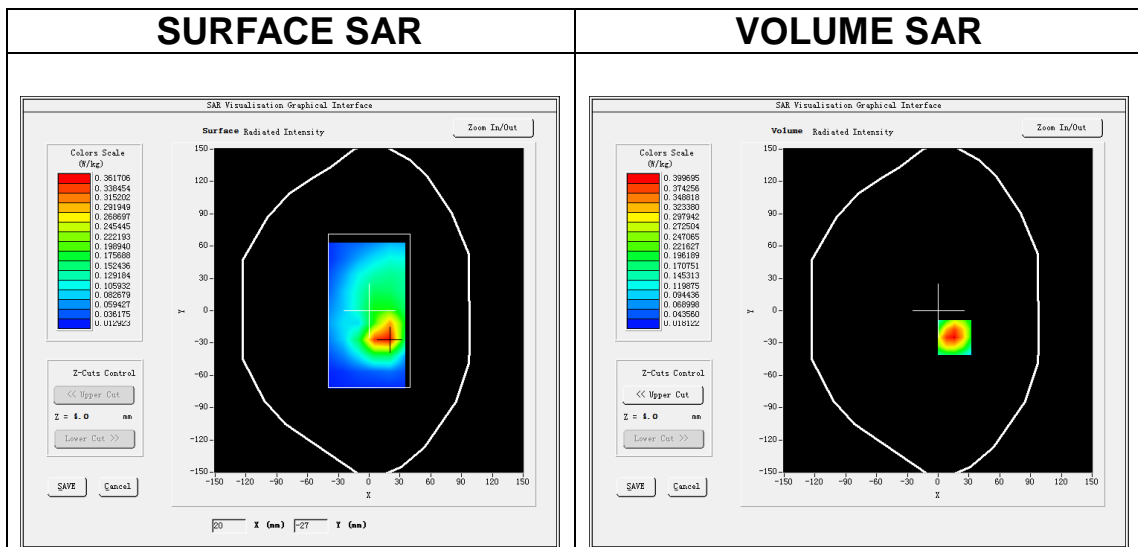 SURFACE SAR
VOLUME SAR
SAR Visualisation Graphical Interface
Surface Radiated Intensity
Zoom In/Out
Colors Scale
(W/kg)
0.361706
0.338454
0.315202
0.291949
0.268697
0.245445
0.222193
0.198940
0.175688
0.152436
0.129184
0.105932
0.082679
0.059427
0.036175
0.012923
150
120
90
60
30
0
-30
-60
-90
-120
-150
Y
-150 -120 -90 -60 -30 0 30 60 90 120 150
X
Z-Cuts Control
<< Upper Cut
Z = 4.0 mm
Lower Cut >>
SAVE Cancel
20 X (mm) -27 Y (mm)
SAR Visualisation Graphical Interface
Volume Radiated Intensity
Zoom In/Out
Colors Scale
(W/kg)
0.399695
0.374256
0.348818
0.323380
0.297942
0.272504
0.247065
0.221627
0.196189
0.170751
0.145313
0.119875
0.094436
0.068998
0.043560
0.018122
150
120
90
60
30
0
-30
-60
-90
-120
-150
Y
-150 -120 -90 -60 -30 0 30 60 90 120 150
X
Z-Cuts Control
<< Upper Cut
Z = 4.0 mm
Lower Cut >>
SAVE Cancel